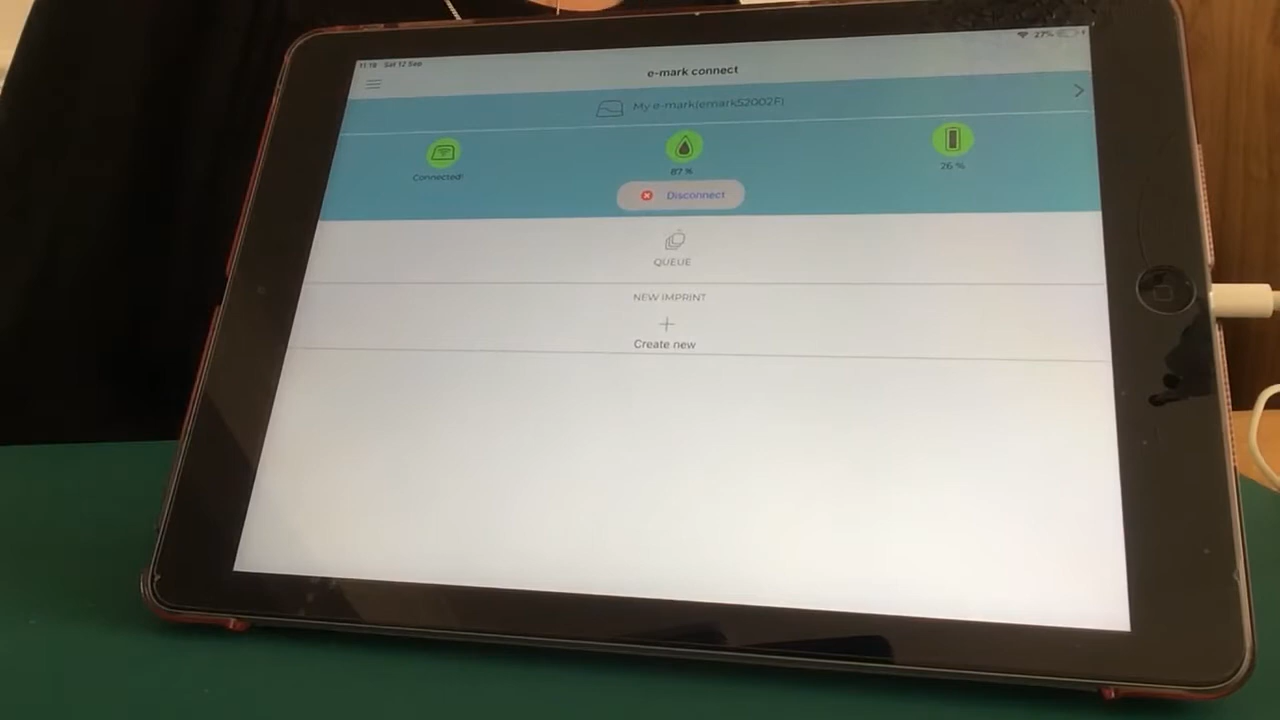 11.18 Sat 12 Sep
27%
e-mark connect
My e-mark(emark52002F)
Connected!
87 %
26 %
Disconnect
QUEUE
NEW IMPRINT
Create new